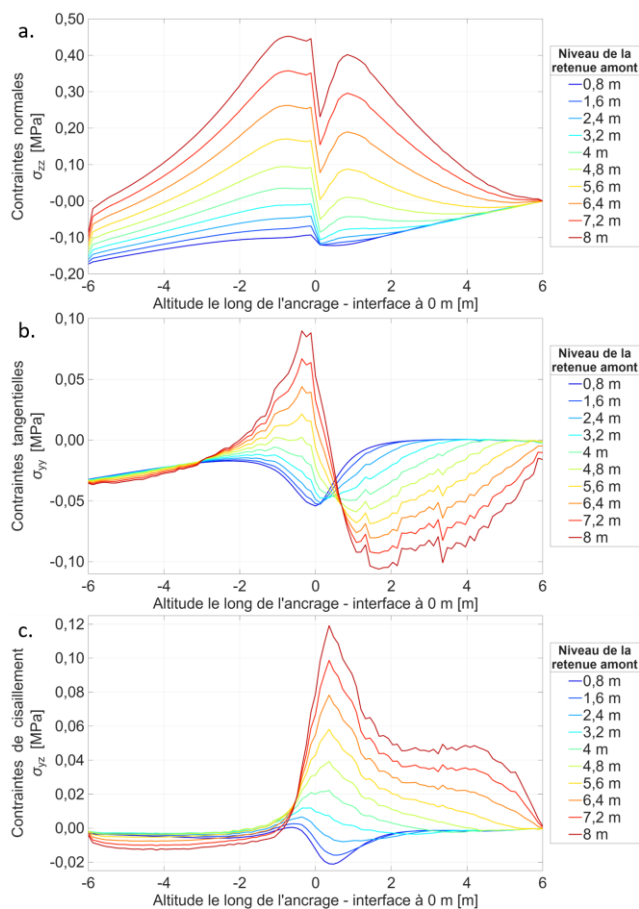 a.
Contraintes normales
σzz [MPa]
0,50
0,40
0,30
0,20
0,10
-0.00
-0,10
-0,20
-6
-4
-2
0
2
4
6
Altitude le long de l'ancrage - interface à 0 m [m]
Niveau de la
retenue amont
0,8 m
1,6 m
2,4 m
3,2 m
4 m
4,8 m
5,6 m
6,4 m
7,2 m
8 m
b.
Contraintes tangentielles
σyy [MPa]
0,10
0,05
0,00
-0,05
-0,10
-6
-4
-2
0
2
4
6
Altitude le long de l'ancrage - interface à 0 m [m]
Niveau de la
retenue amont
0,8 m
1,6 m
2,4 m
3,2 m
4 m
4,8 m
5,6 m
6,4 m
7,2 m
8 m
c.
Contraintes de cisaillement
σyz [MPa]
0,12
0,10
0,08
0,06
0,04
0,02
0,00
-0,02
-6
-4
-2
0
2
4
6
Altitude le long de l'ancrage - interface à 0 m [m]
Niveau de la
retenue amont
0,8 m
1,6 m
2,4 m
3,2 m
4 m
4,8 m
5,6 m
6,4 m
7,2 m
8 m